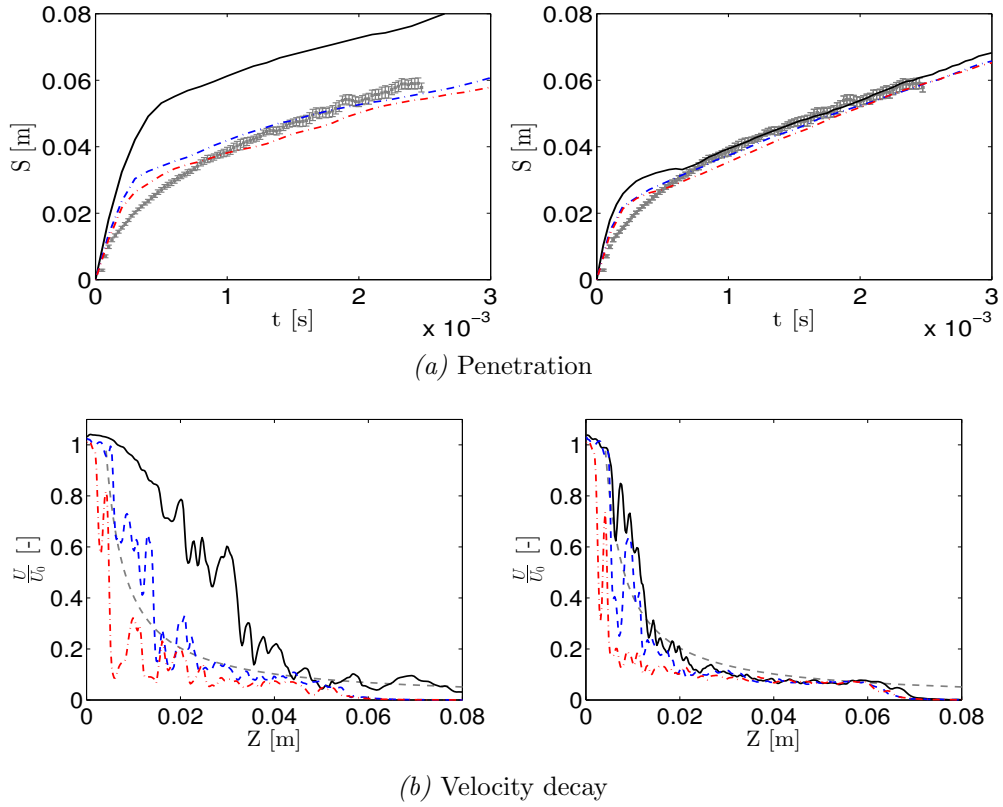 0.08
0.06
0.04
0.02
0
S [m]
0 1 2 3
t [s]
x 10⁻³
0.08
0.06
0.04
0.02
0
S [m]
0 1 2 3
t [s]
x 10⁻³
(a) Penetration
1
0.8
0.6
0.4
0.2
0
U/U₀ [-]
0 0.02 0.04 0.06 0.08
Z [m]
1
0.8
0.6
0.4
0.2
0
U/U₀ [-]
0 0.02 0.04 0.06 0.08
Z [m]
(b) Velocity decay